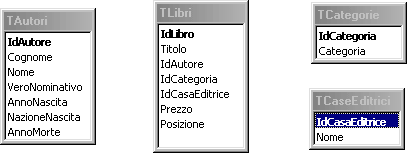 TAutori
IdAutore
Cognome
Nome
VeroNominativo
AnnoNascita
NazioneNascita
AnnoMorte
TLibri
IdLibro
Titolo
IdAutore
IdCategoria
IdCasaEditrice
Prezzo
Posizione
TCategorie
IdCategoria
Categoria
TCaseEditrici
IdCasaEditrice
Nome